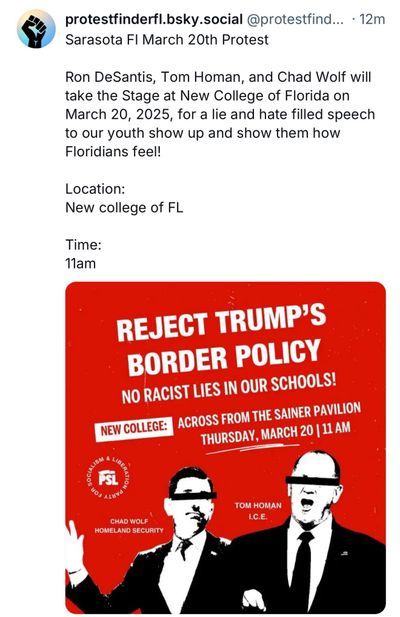 protestfinderfl.bsky.social @protestfind... · 12m
Sarasota Fl March 20th Protest
Ron DeSantis, Tom Homan, and Chad Wolf will
take the Stage at New College of Florida on
March 20, 2025, for a lie and hate filled speech
to our youth show up and show them how
Floridians feel!
Location:
New college of FL
Time:
11am
REJECT TRUMP'S
BORDER POLICY
NO RACIST LIES IN OUR SCHOOLS!
NEW COLLEGE: ACROSS FROM THE SAINER PAVILION
THURSDAY, MARCH 20 | 11 AM
PARTY FOR SOCIALISM & LIBERATION
PSL
CHAD WOLF
HOMELAND SECURITY
TOM HOMAN
I.C.E.